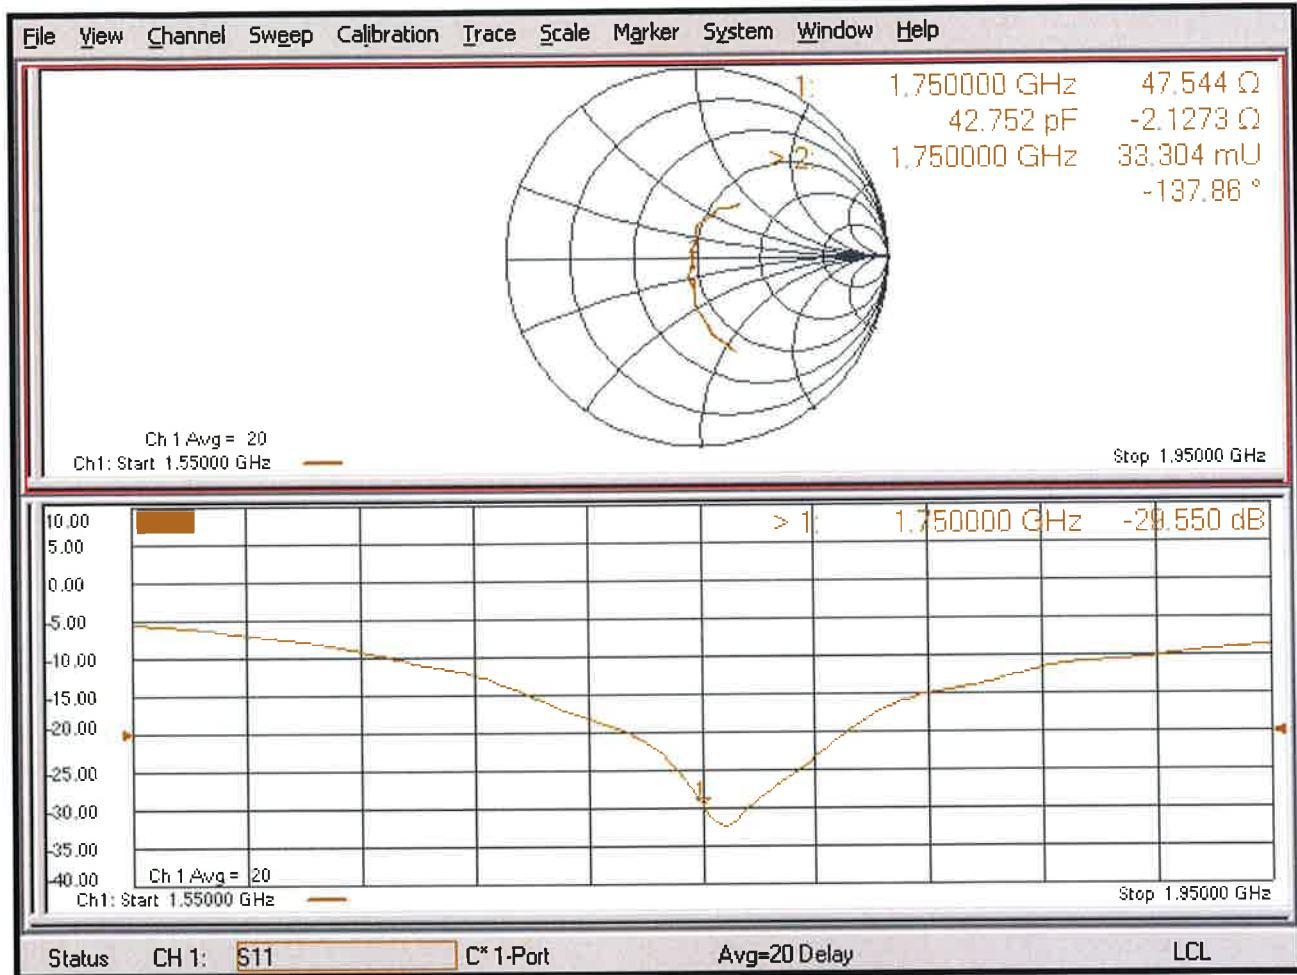 File View Channel Sweep Calibration Trace Scale Marker System Window Help
1: 1.750000 GHz 47.544 Ω
42.752 pF -2.1273 Ω
> 2: 1.750000 GHz 33.304 mU
-137.86 °
Ch 1 Avg = 20
Ch1: Start 1.55000 GHz
Stop 1.95000 GHz
> 1: 1.750000 GHz -29.550 dB
10.00
5.00
0.00
-5.00
-10.00
-15.00
-20.00
-25.00
1
-30.00
-35.00
-40.00
Ch 1 Avg = 20
Ch1: Start 1.55000 GHz
Stop 1.95000 GHz
Status CH 1: S11 C* 1-Port Avg=20 Delay LCL